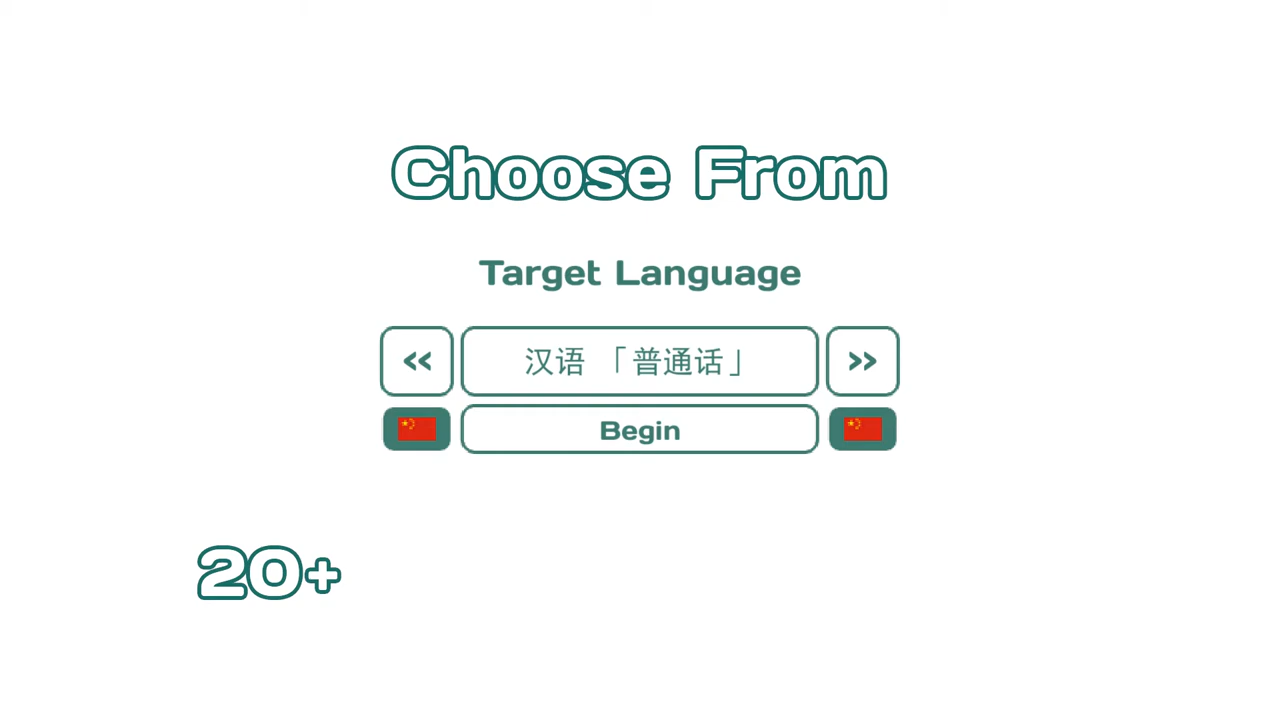 Choose From
Target Language
<< 汉语 「普通话」 >>
Begin
20+